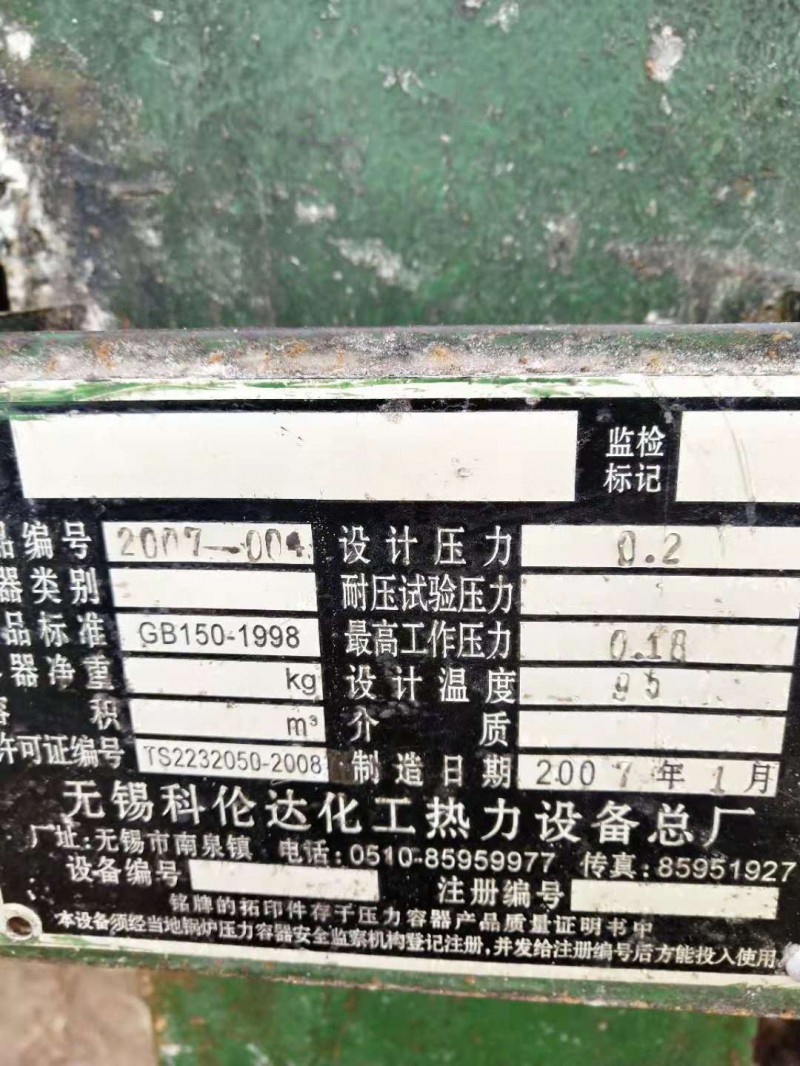 监检
标记
品编号 2007-004 设计压力 0.2
器类别 耐压试验压力
品标准 GB150-1998 最高工作压力 0.18
器净重 kg 设计温度 95
容积 m³ 介质
许可证编号 TS2232050-2008 制造日期 2007年1月
无锡科伦达化工热力设备总厂
厂址:无锡市南泉镇 电话:0510-85959977 传真:85951927
设备编号 注册编号
铭牌的拓印件存于压力容器产品质量证明书中
本设备须经当地锅炉压力容器安全监察机构登记注册,并发给注册编号后方能投入使用。